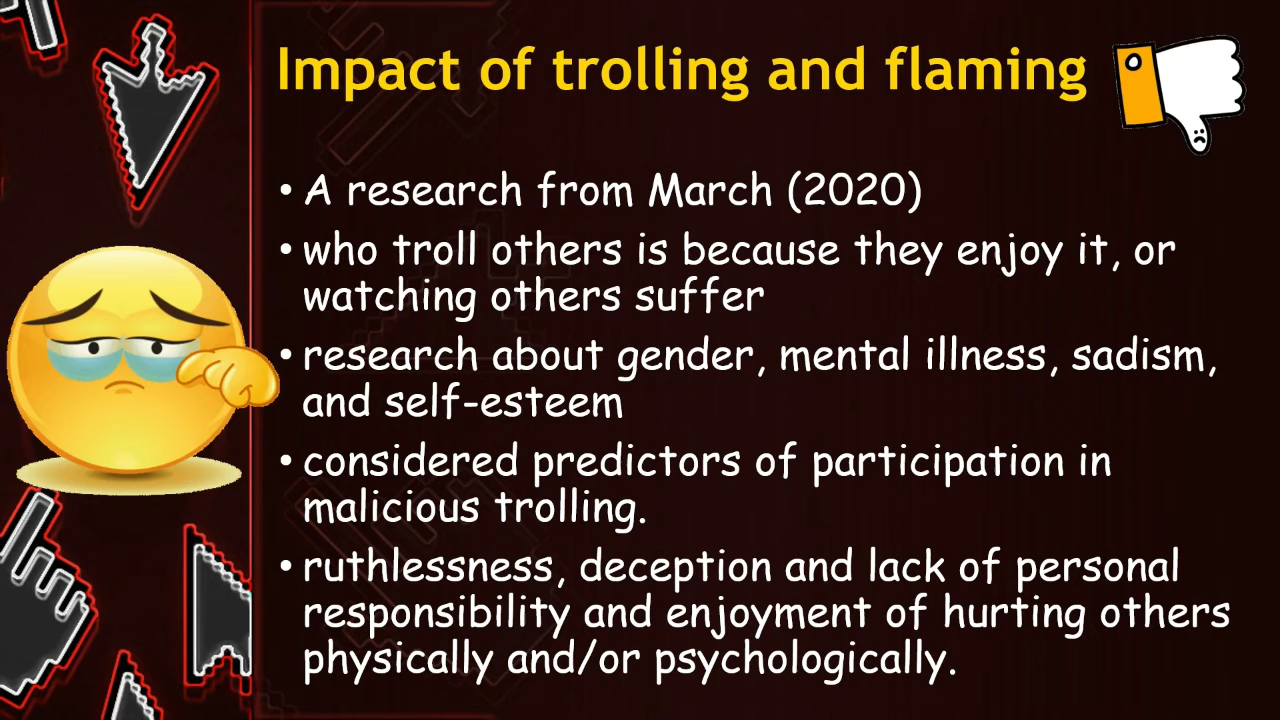 Impact of trolling and flaming
• A research from March (2020)
• who troll others is because they enjoy it, or
watching others suffer
• research about gender, mental illness, sadism,
and self-esteem
• considered predictors of participation in
malicious trolling.
• ruthlessness, deception and lack of personal
responsibility and enjoyment of hurting others
physically and/or psychologically.